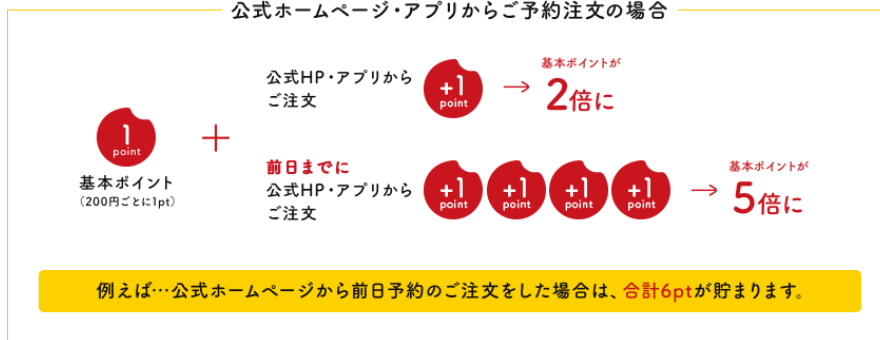 公式ホームページ・アプリからご予約注文の場合
公式HP・アプリから
ご注文
+1
point
基本ポイントが
2倍に
1
point
基本ポイント
(200円ごとに1pt)
+
前日までに
公式HP・アプリから
ご注文
+1
point
+1
point
+1
point
+1
point
基本ポイントが
5倍に
例えば…公式ホームページから前日予約のご注文をした場合は、合計6ptが貯まります。